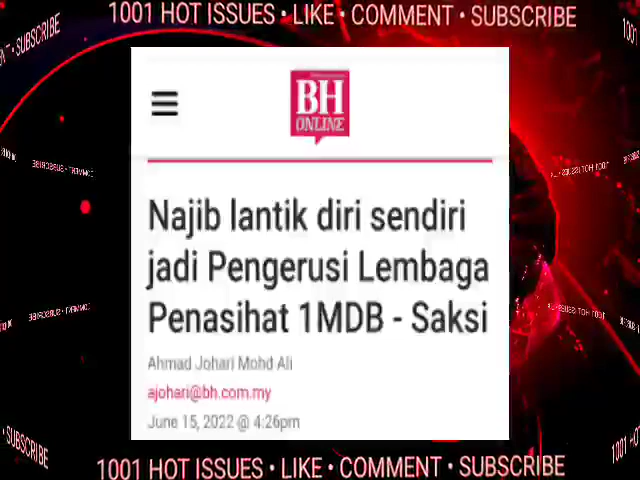 1001 HOT ISSUES • LIKE • COMMENT • SUBSCRIBE
BH
ONLINE
Najib lantik diri sendiri
jadi Pengerusi Lembaga
Penasihat 1MDB - Saksi
Ahmad Johari Mohd Ali
ajohari@bh.com.my
June 15, 2022 @ 4:26pm
1001 HOT ISSUES • LIKE • COMMENT • SUBSCRIBE